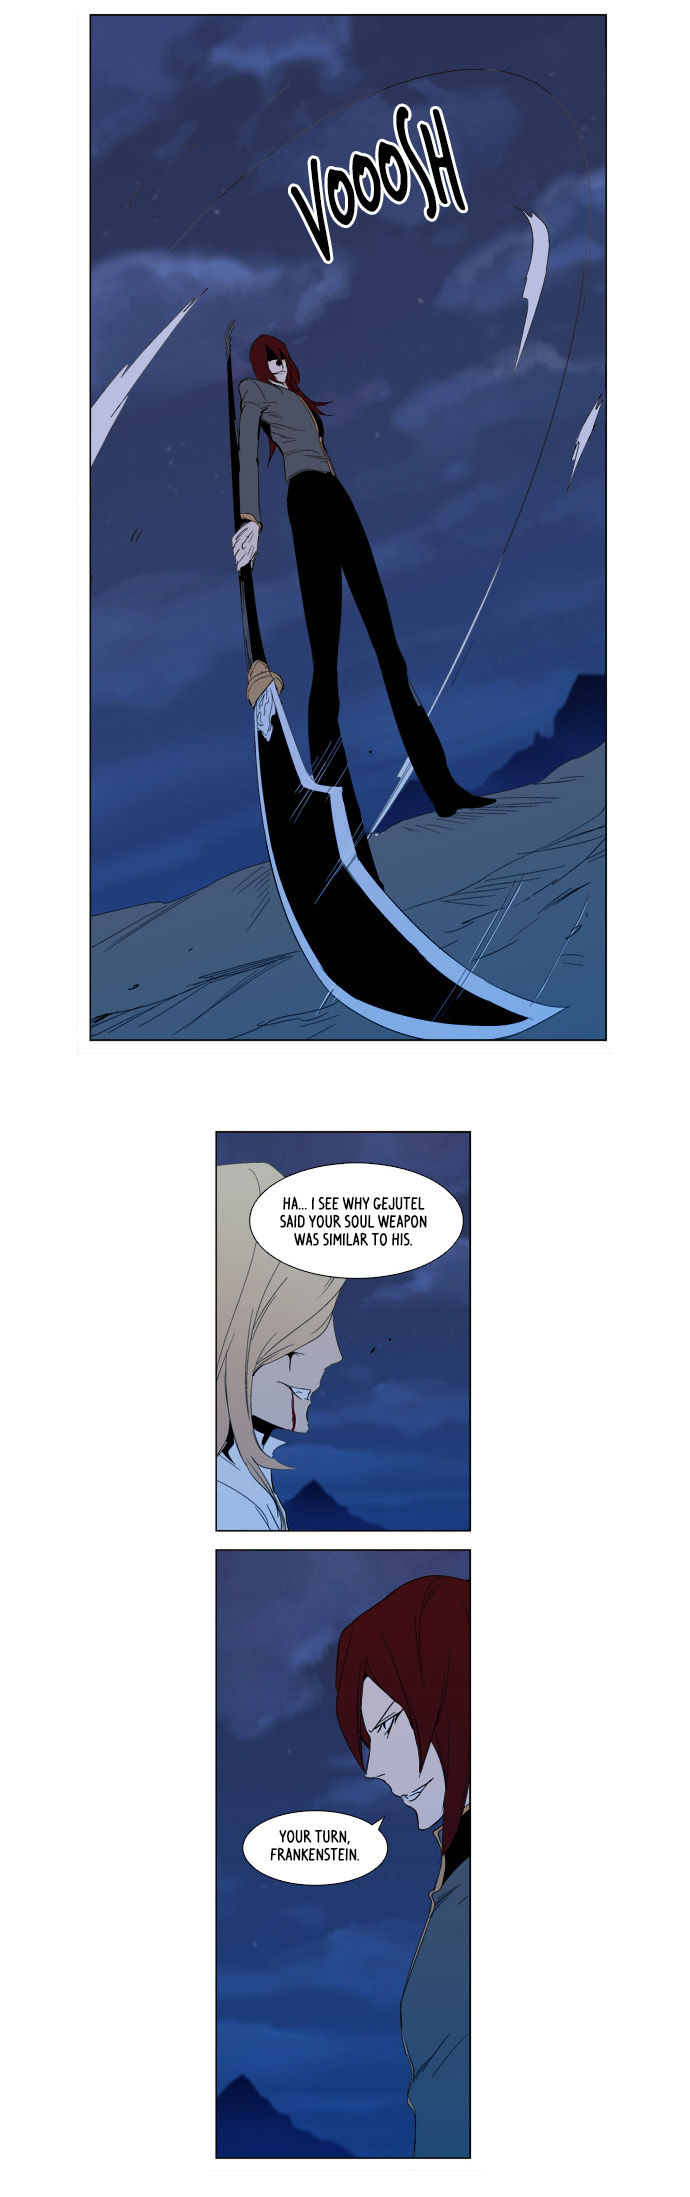 VOOOSH
HA... I SEE WHY GEJUTEL
SAID YOUR SOUL WEAPON
WAS SIMILAR TO HIS.
YOUR TURN,
FRANKENSTEIN.